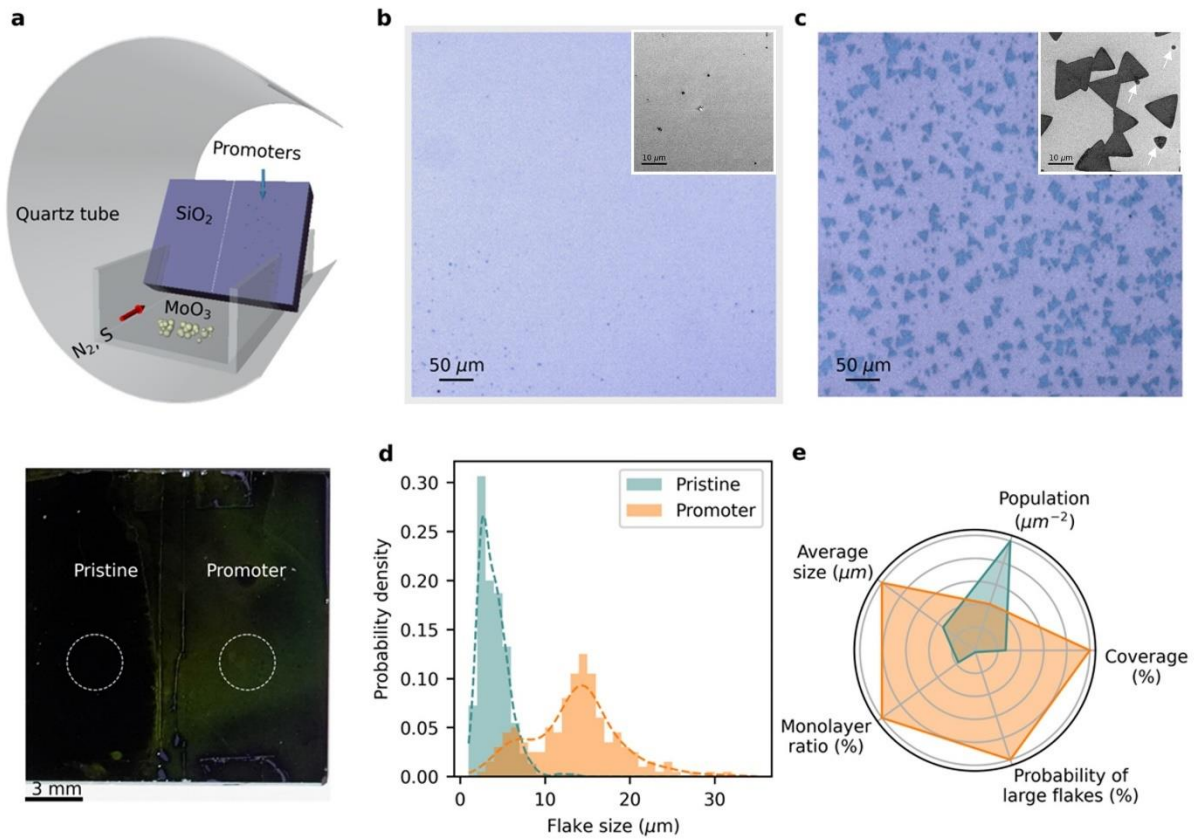 a
Promoters
Quartz tube
SiO₂
MoO₃
N₂, S
Pristine
Promoter
3 mm
b
10 μm
50 μm
c
10 μm
50 μm
d
Probability density
0.30
0.25
0.20
0.15
0.10
0.05
0.00
0
10
20
30
Flake size (μm)
Pristine
Promoter
e
Population
(μm⁻²)
Average
size (μm)
Coverage
(%)
Monolayer
ratio (%)
Probability of
large flakes (%)